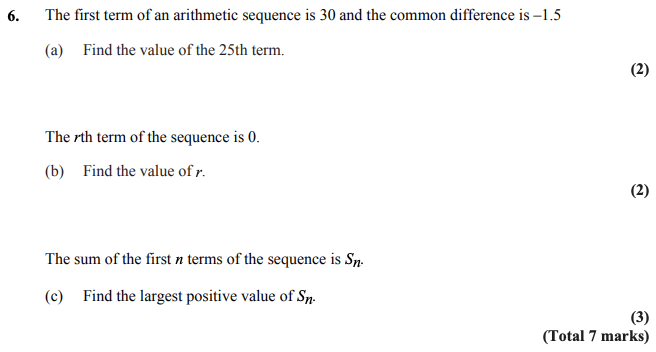 6. The first term of an arithmetic sequence is 30 and the common difference is –1.5
(a) Find the value of the 25th term.
(2)
The rth term of the sequence is 0.
(b) Find the value of r.
(2)
The sum of the first n terms of the sequence is Sn.
(c) Find the largest positive value of Sn.
(3)
(Total 7 marks)